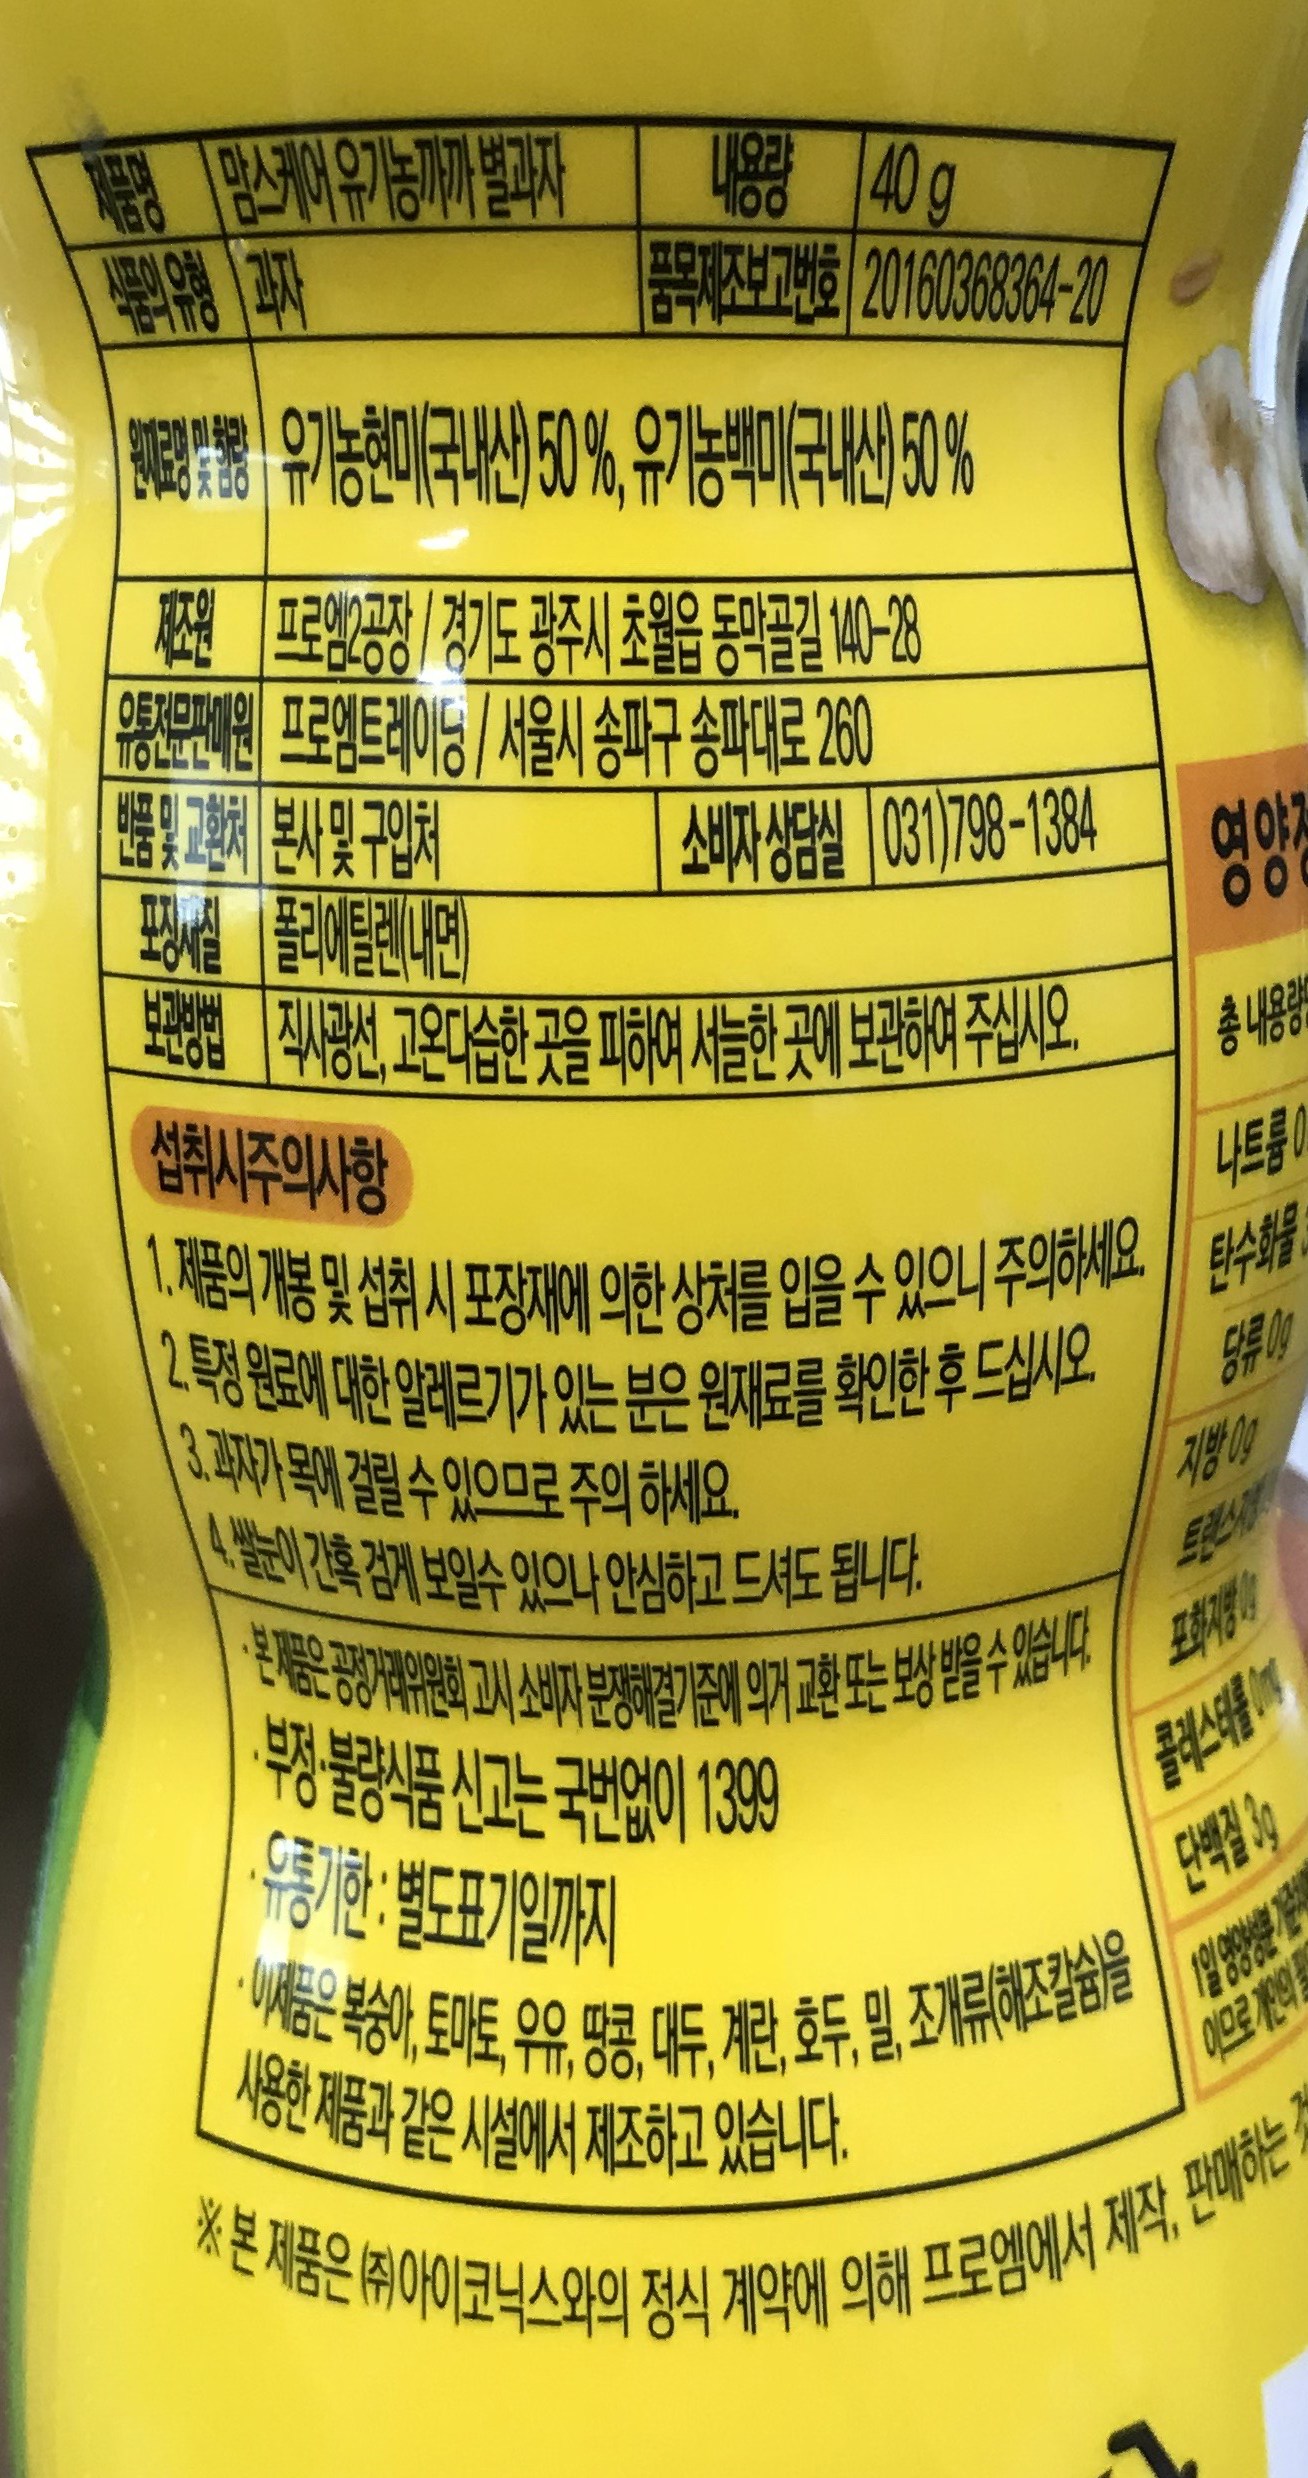 제품명 맘스케어 유기농까까 별과자 내용량 40 g
식품의 유형 과자 품목제조보고번호 20160368364-20
원재료명 및 함량 유기농현미(국내산) 50 %, 유기농백미(국내산) 50 %
제조원 프로엠2공장 / 경기도 광주시 초월읍 동막골길 140-28
유통전문판매원 프로엠트레이딩 / 서울시 송파구 송파대로 260
반품 및 교환처 본사 및 구입처 소비자 상담실 031)798-1384
포장재질 폴리에틸렌(내면)
보관방법 직사광선, 고온다습한 곳을 피하여 서늘한 곳에 보관하여 주십시오.
섭취시주의사항
1. 제품의 개봉 및 섭취 시 포장재에 의한 상처를 입을 수 있으니 주의하세요.
2. 특정 원료에 대한 알레르기가 있는 분은 원재료를 확인한 후 드십시오.
3. 과자가 목에 걸릴 수 있으므로 주의 하세요.
4. 쌀눈이 간혹 검게 보일수 있으나 안심하고 드셔도 됩니다.
· 본 제품은 공정거래위원회 고시 소비자 분쟁해결기준에 의거 교환 또는 보상 받을 수 있습니다.
· 부정·불량식품 신고는 국번없이 1399
· 유통기한 : 별도표기일까지
· 이제품은 복숭아, 토마토, 우유, 땅콩, 대두, 계란, 호두, 밀, 조개류(해조칼슘)을
사용한 제품과 같은 시설에서 제조하고 있습니다.
※ 본 제품은 (주)아이코닉스와의 정식 계약에 의해 프로엠에서 제작, 판매하는
영양
총 내용량
나트륨
탄수화물
당류 0g
지방 0g
트랜스지방
포화지방 0g
콜레스테롤 0mg
단백질 3g
1일 영양성분
이므로 개인의